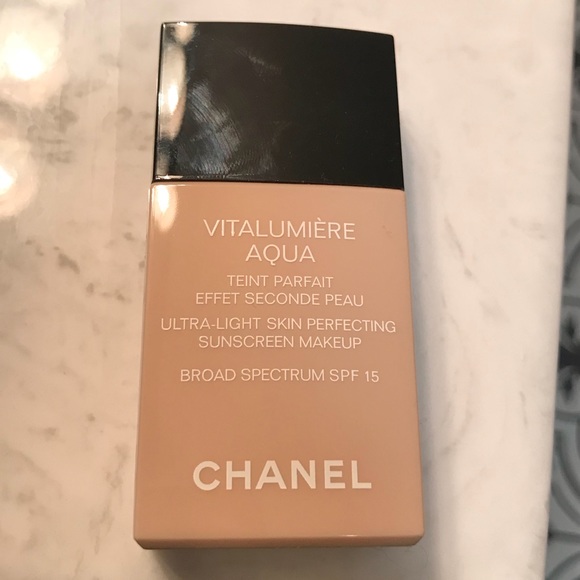 VITALUMIÈRE
AQUA
TEINT PARFAIT
EFFET SECONDE PEAU
ULTRA-LIGHT SKIN PERFECTING
SUNSCREEN MAKEUP
BROAD SPECTRUM SPF 15
CHANEL